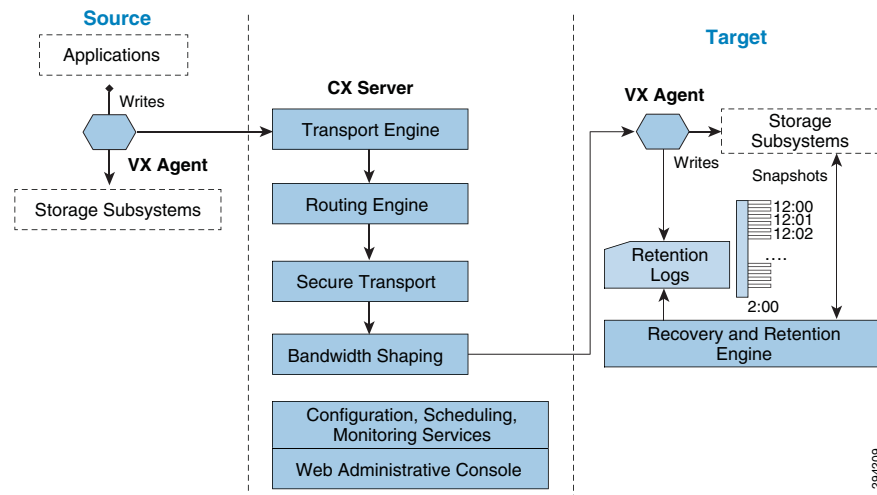 Source
Applications
Writes
VX Agent
Storage Subsystems
CX Server
Transport Engine
Routing Engine
Secure Transport
Bandwidth Shaping
Configuration, Scheduling,
Monitoring Services
Web Administrative Console
Target
VX Agent
Storage
Subsystems
Writes
Snapshots
12:00
12:01
12:02
....
2:00
Retention
Logs
Recovery and Retention
Engine
294209